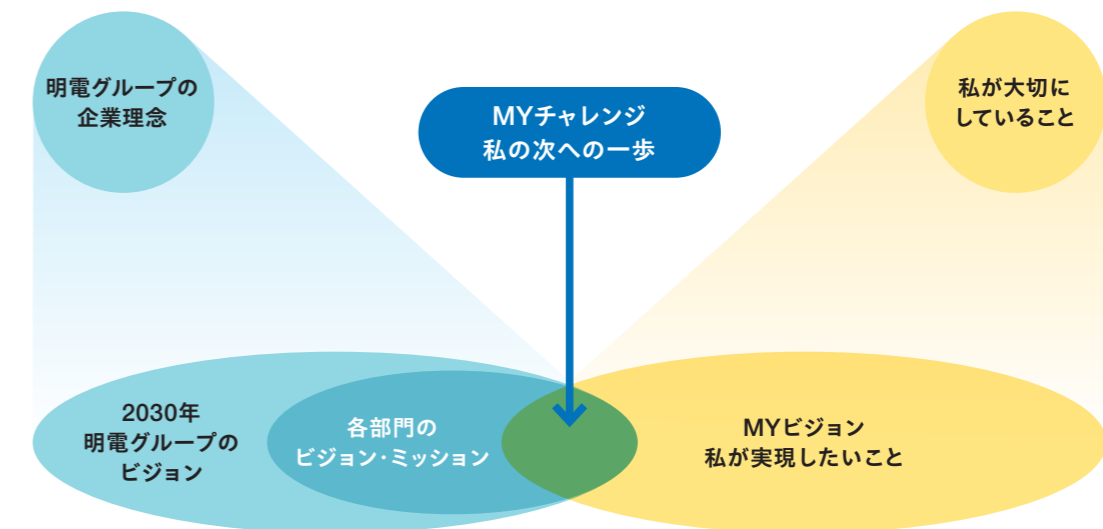 明電グループの
企業理念
MYチャレンジ
私の次への一歩
私が大切に
していること
2030年
明電グループの
ビジョン
各部門の
ビジョン・ミッション
MYビジョン
私が実現したいこと